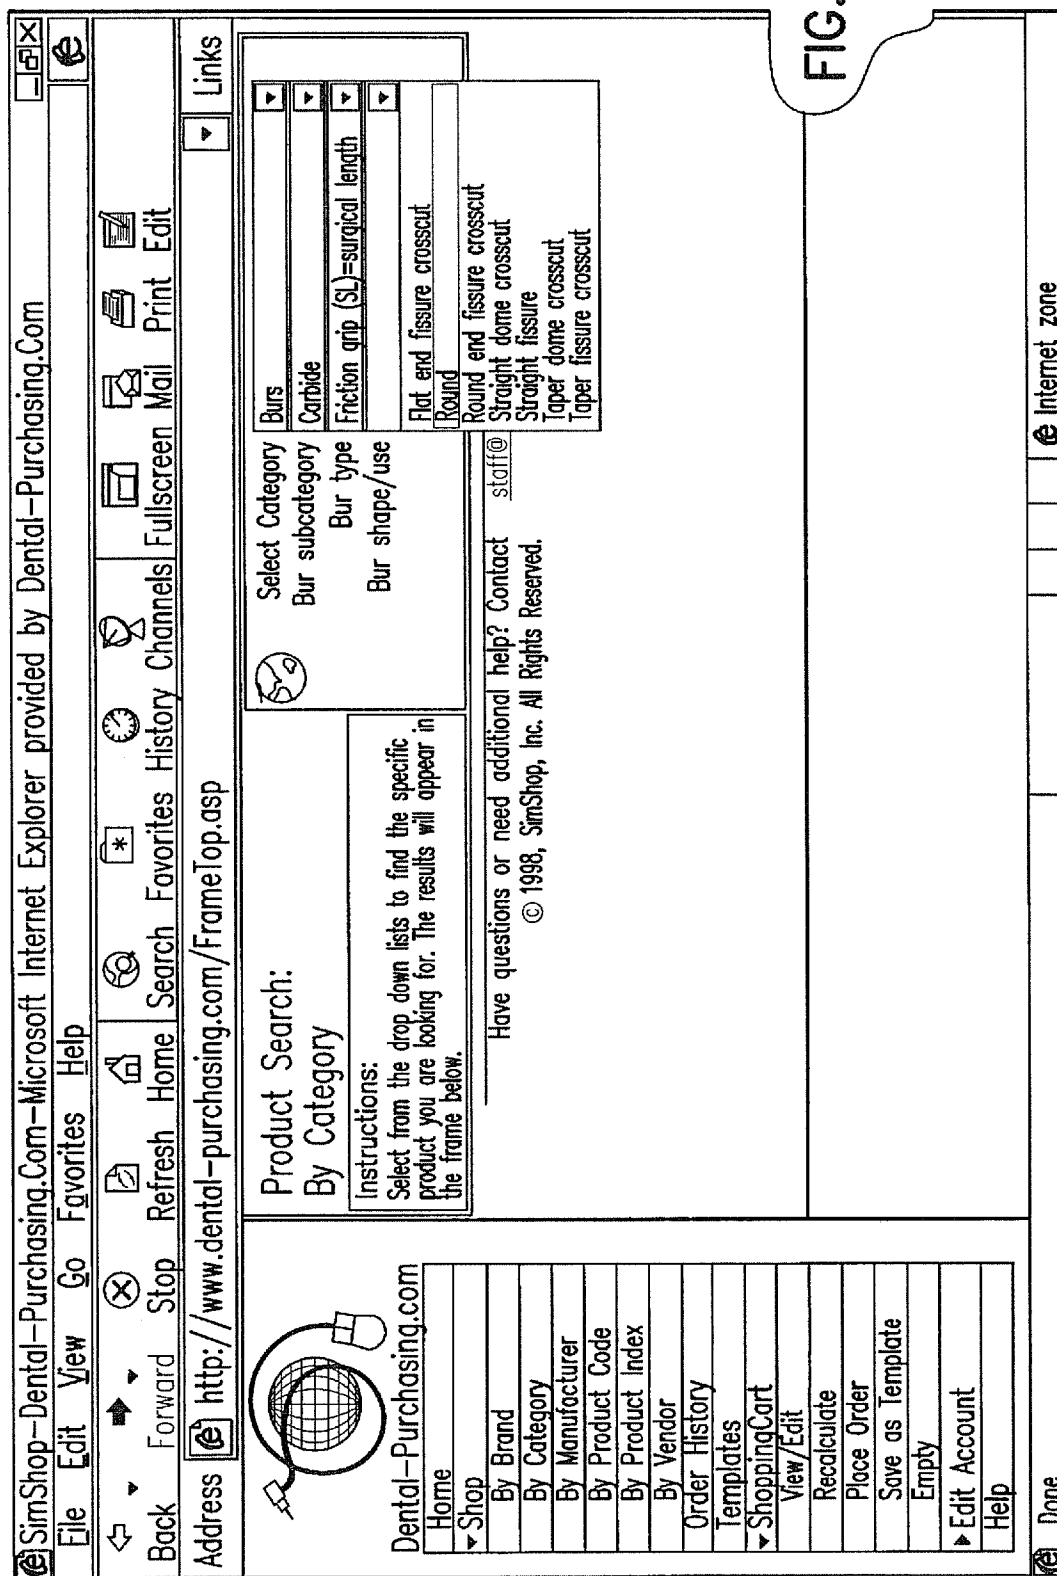 SimShop-Dental-Purchasing.Com-Microsoft Internet Explorer provided by Dental-Purchasing.Com
File Edit View Go Favorites Help
Back Forward Stop Refresh Home Search Favorites History Channels Fullscreen Mail Print Edit
Address http://www.dental-purchasing.com/FrameTop.asp Links
Dental-Purchasing.com
Home
Shop
By Brand
By Category
By Manufacturer
By Product Code
By Product Index
By Vendor
Order History
Templates
ShoppingCart
View/Edit
Recalculate
Place Order
Save as Template
Empty
Edit Account
Help
Product Search:
By Category
Instructions:
Select from the drop down lists to find the specific
product you are looking for. The results will appear in
the frame below.
Select Category Burs
Bur subcategory Carbide
Bur type Friction grip (SL)=surgical length
Bur shape/use
Flat end fissure crosscut
Round
Round end fissure crosscut
Straight dome crosscut
Straight fissure
Taper dome crosscut
Taper fissure crosscut
Have questions or need additional help? Contact staff@
© 1998, SimShop, Inc. All Rights Reserved.
FIG.
Done Internet zone